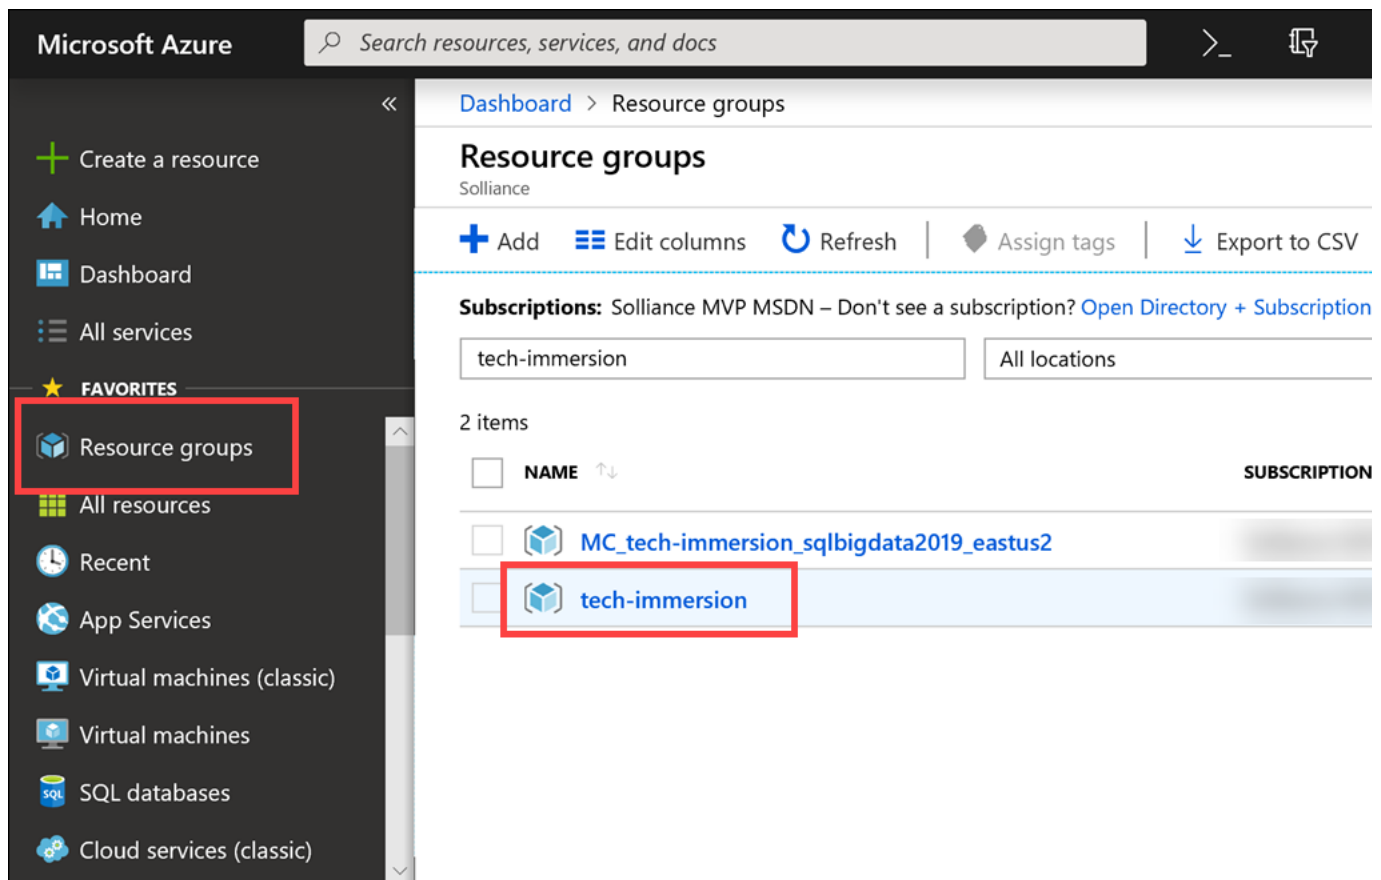 Microsoft Azure
Search resources, services, and docs
Create a resource
Home
Dashboard
All services
FAVORITES
Resource groups
All resources
Recent
App Services
Virtual machines (classic)
Virtual machines
SQL databases
Cloud services (classic)
Dashboard > Resource groups
Resource groups
Solliance
Add Edit columns Refresh Assign tags Export to CSV
Subscriptions: Solliance MVP MSDN – Don't see a subscription? Open Directory + Subscription
tech-immersion All locations
2 items
NAME SUBSCRIPTION
MC_tech-immersion_sqlbigdata2019_eastus2
tech-immersion